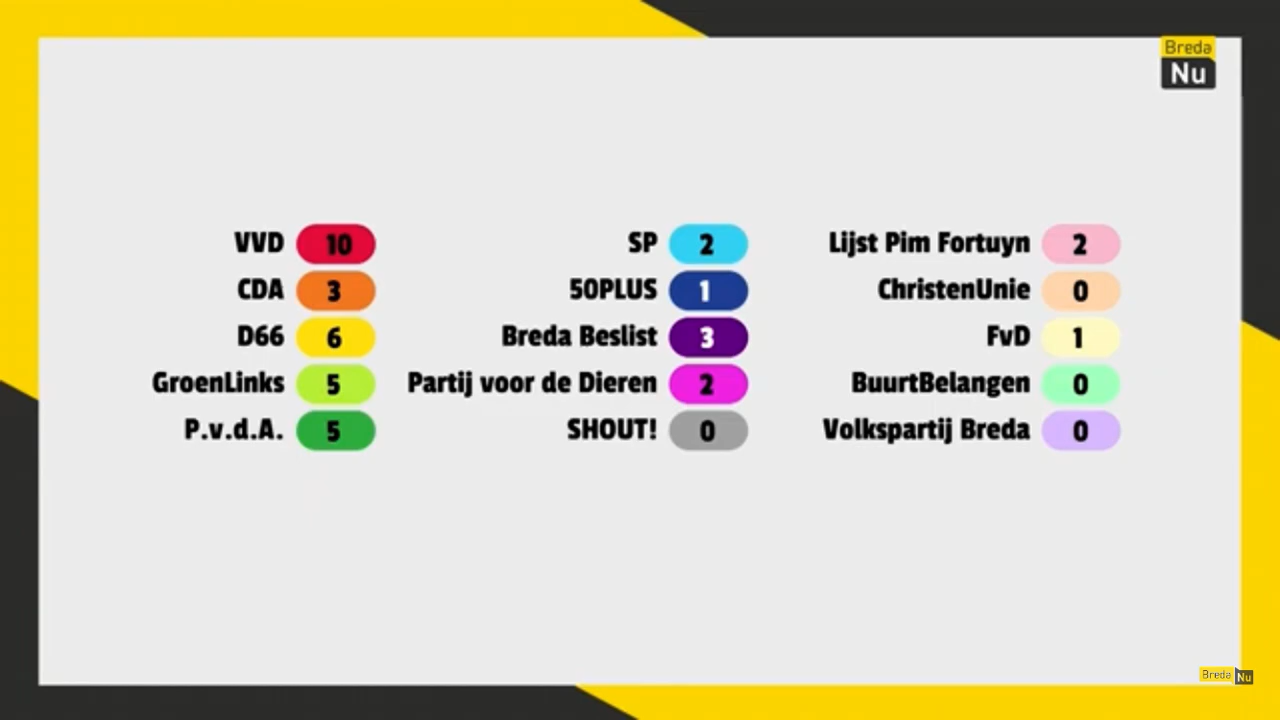 Breda
Nu
VVD 10
CDA 3
D66 6
GroenLinks 5
P.v.d.A. 5
SP 2
50PLUS 1
Breda Beslist 3
Partij voor de Dieren 2
SHOUT! 0
Lijst Pim Fortuyn 2
ChristenUnie 0
FvD 1
BuurtBelangen 0
Volkspartij Breda 0
Breda Nu